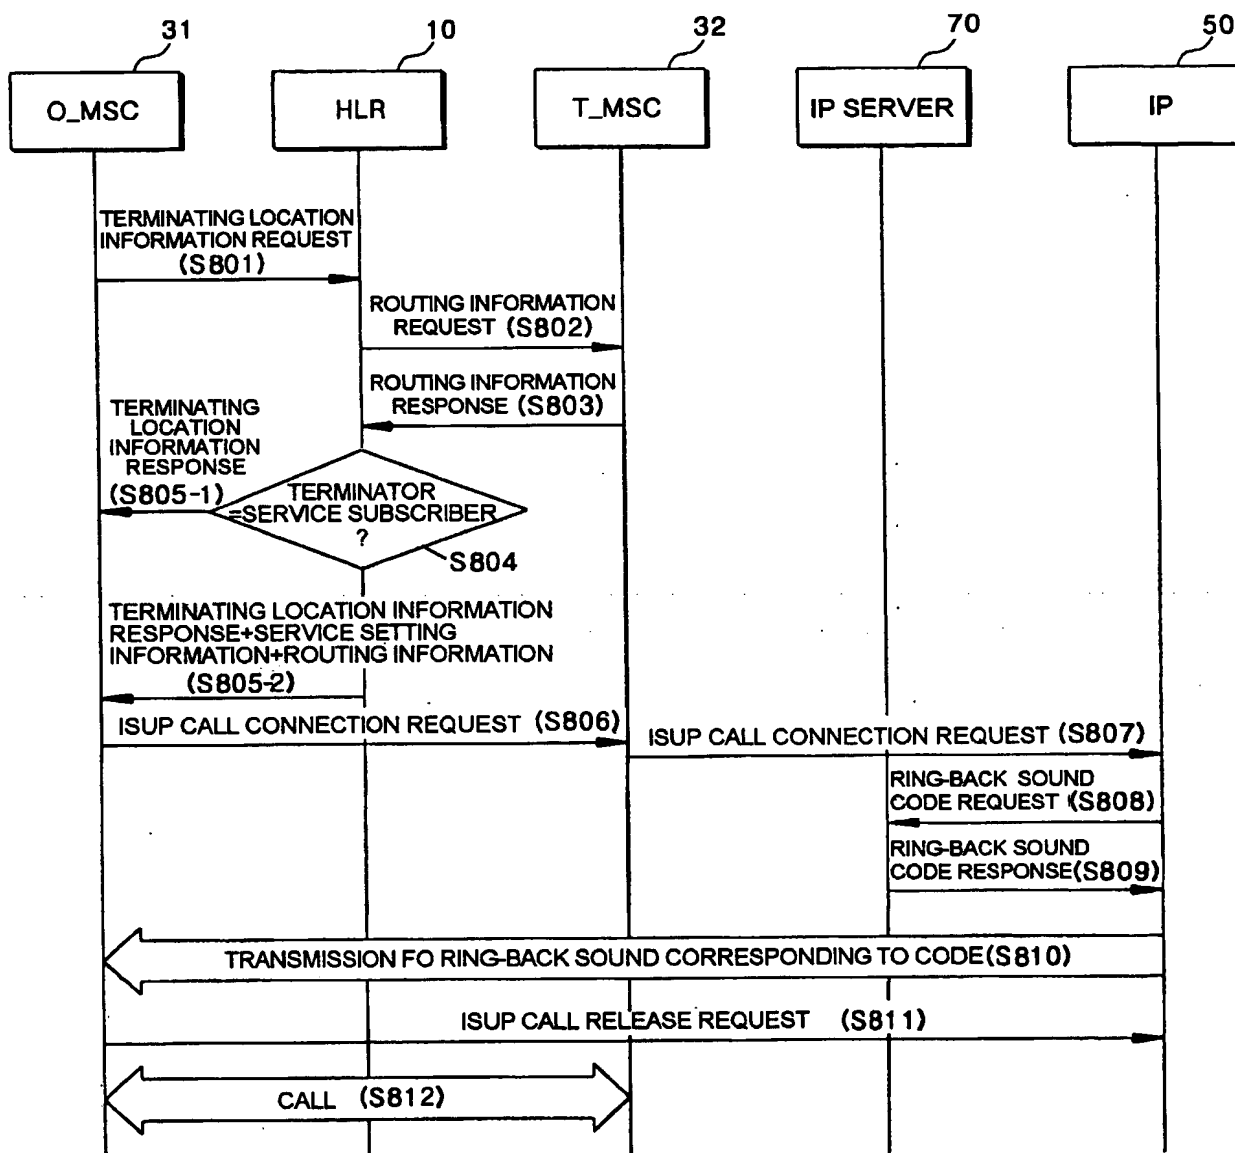 31
10
32
70
50
O_MSC
HLR
T_MSC
IP SERVER
IP
TERMINATING LOCATION
INFORMATION REQUEST
(S801)
ROUTING INFORMATION
REQUEST (S802)
ROUTING INFORMATION
RESPONSE (S803)
TERMINATING
LOCATION
INFORMATION
RESPONSE
(S805-1)
TERMINATOR
=SERVICE SUBSCRIBER
?
S804
TERMINATING LOCATION INFORMATION
RESPONSE+SERVICE SETTING
INFORMATION+ROUTING INFORMATION
(S805-2)
ISUP CALL CONNECTION REQUEST (S806)
ISUP CALL CONNECTION REQUEST (S807)
RING-BACK SOUND
CODE REQUEST (S808)
RING-BACK SOUND
CODE RESPONSE(S809)
TRANSMISSION FO RING-BACK SOUND CORRESPONDING TO CODE(S810)
ISUP CALL RELEASE REQUEST (S811)
CALL (S812)